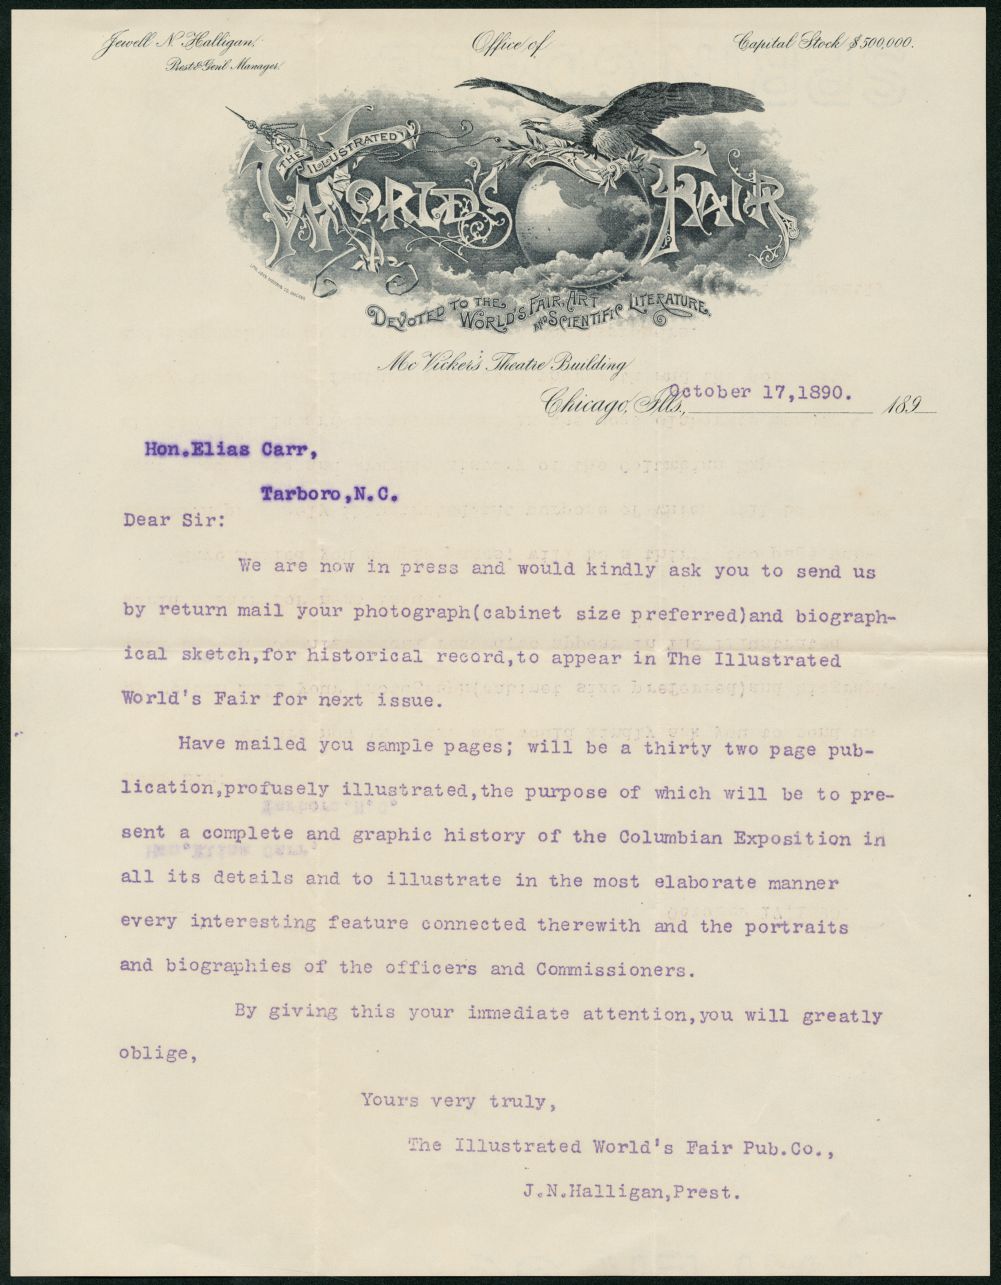 Jewell N. Halligan, Office of Capital Stock $500,000.
Prest & Genl Manager.
THE ILLUSTRATED
WORLD'S FAIR
DEVOTED TO THE WORLD'S FAIR, ART AND SCIENTIFIC LITERATURE.
McVicker's Theatre Building
Chicago, Ills., October 17,1890. 189
Hon.Elias Carr,
Tarboro,N.C.
Dear Sir:
We are now in press and would kindly ask you to send us
by return mail your photograph(cabinet size preferred)and biograph-
ical sketch,for historical record,to appear in The Illustrated
World's Fair for next issue.
Have mailed you sample pages; will be a thirty two page pub-
lication,profusely illustrated,the purpose of which will be to pre-
sent a complete and graphic history of the Columbian Exposition in
all its details and to illustrate in the most elaborate manner
every interesting feature connected therewith and the portraits
and biographies of the officers and Commissioners.
By giving this your immediate attention,you will greatly
oblige,
Yours very truly,
The Illustrated World's Fair Pub.Co.,
J.N.Halligan,Prest.